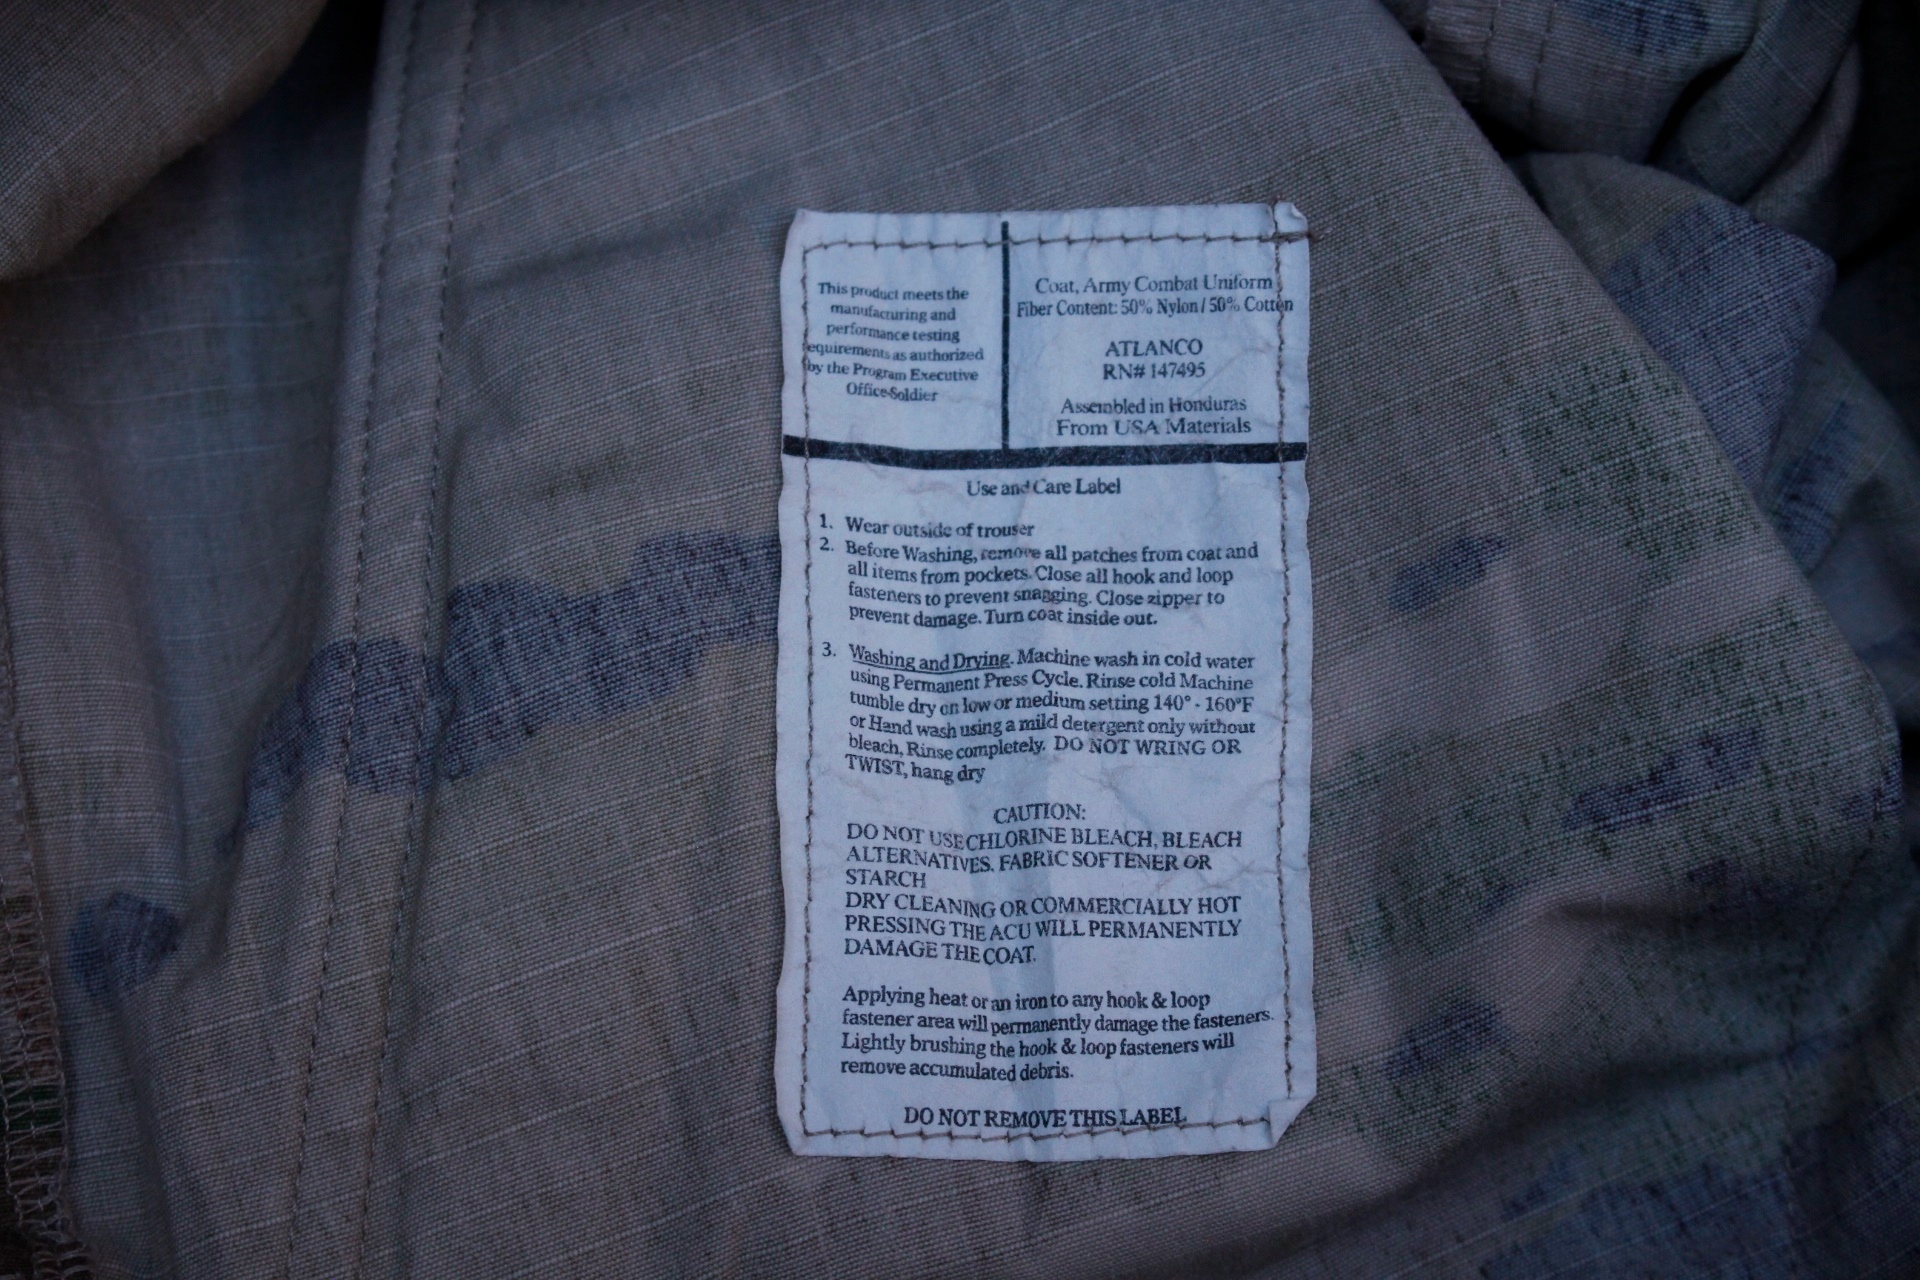 This product meets the
manufacturing and
performance testing
requirements as authorized
by the Program Executive
Office-Soldier
Coat, Army Combat Uniform
Fiber Content: 50% Nylon / 50% Cotton
ATLANCO
RN# 147495
Assembled in Honduras
From USA Materials
Use and Care Label
1. Wear outside of trouser
2. Before Washing, remove all patches from coat and
all items from pockets. Close all hook and loop
fasteners to prevent snagging. Close zipper to
prevent damage. Turn coat inside out.
3. Washing and Drying. Machine wash in cold water
using Permanent Press Cycle. Rinse cold Machine
tumble dry on low or medium setting 140° - 160°F
or Hand wash using a mild detergent only without
bleach, Rinse completely. DO NOT WRING OR
TWIST, hang dry
CAUTION:
DO NOT USE CHLORINE BLEACH, BLEACH
ALTERNATIVES, FABRIC SOFTENER OR
STARCH
DRY CLEANING OR COMMERCIALLY HOT
PRESSING THE ACU WILL PERMANENTLY
DAMAGE THE COAT.
Applying heat or an iron to any hook & loop
fastener area will permanently damage the fasteners.
Lightly brushing the hook & loop fasteners will
remove accumulated debris.
DO NOT REMOVE THIS LABEL